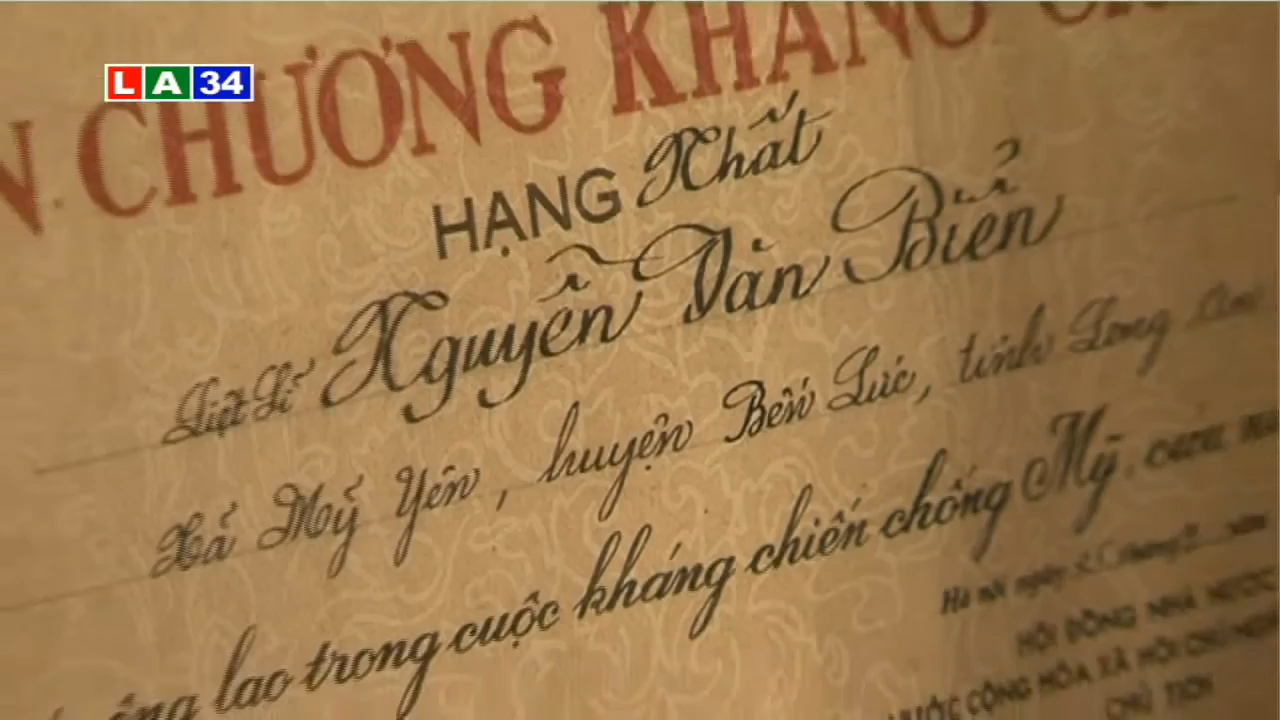 LA34
CHƯƠNG KHÁNG
HẠNG Nhất
Liệt Sĩ Nguyễn Văn Biển
Xã Mỹ Yên, huyện Bến Lức, tỉnh Long An
công lao trong cuộc kháng chiến chống Mỹ, cứu
Hà nội ngày
HỘI ĐỒNG NHÀ NƯỚC
NƯỚC CỘNG HÒA XÃ HỘI CHỦ NGHĨA
CHỦ TỊCH